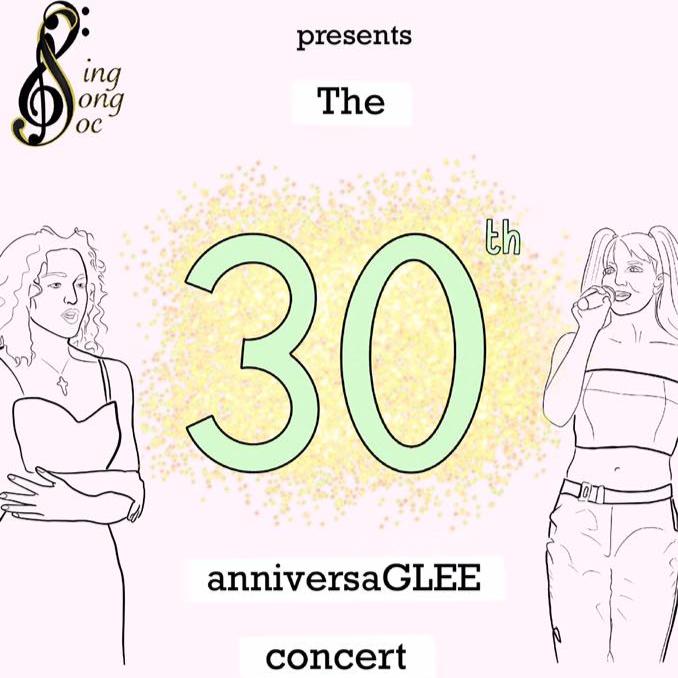 Sing
Song
Soc
presents
The
30th
anniversaGLEE
concert